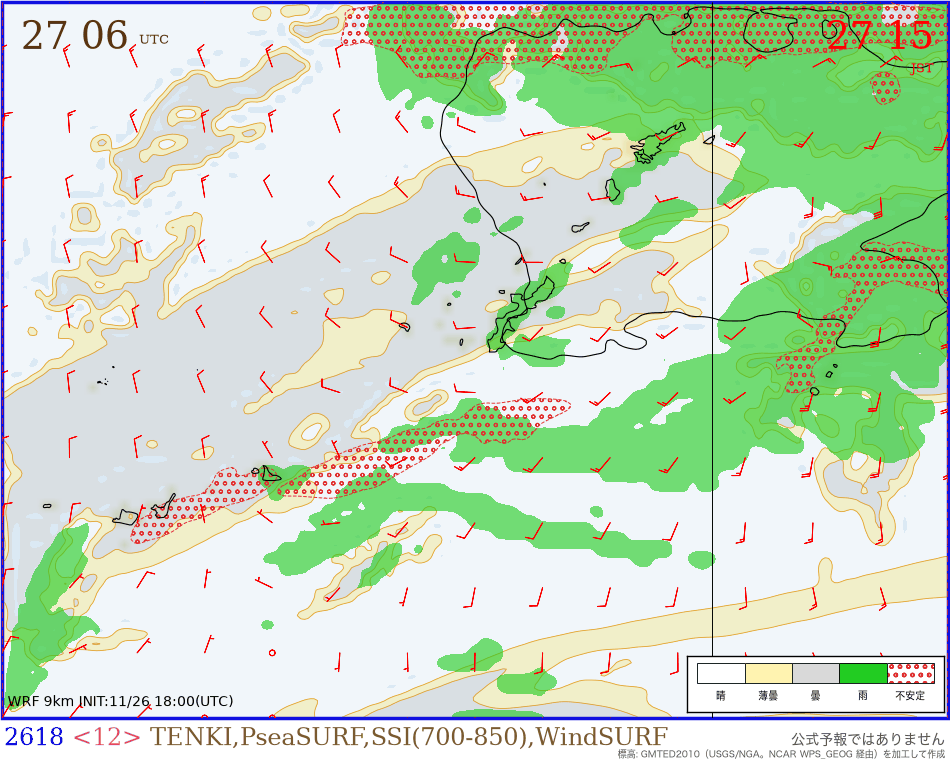 27 06 UTC
27 15
JST
晴 薄曇 曇 雨 不安定
WRF 9km INIT:11/26 18:00(UTC)
2618 <12> TENKI,PseaSURF,SSI(700-850),WindSURF
公式予報ではありません
標高: GMTED2010（USGS/NGA。NCAR WPS_GEOG 経由）を加工して作成